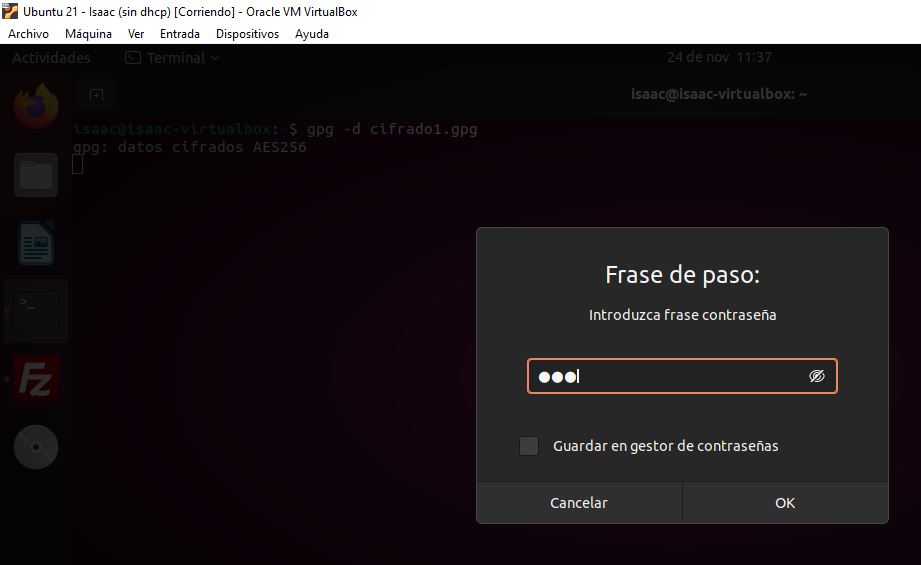 Ubuntu 21 - Isaac (sin dhcp) [Corriendo] - Oracle VM VirtualBox
Archivo Máquina Ver Entrada Dispositivos Ayuda
Actividades Terminal 24 de nov 11:37
isaac@isaac-virtualbox: ~
isaac@isaac-virtualbox:~$ gpg -d cifrado1.gpg
gpg: datos cifrados AES256
Frase de paso:
Introduzca frase contraseña
Guardar en gestor de contraseñas
Cancelar OK